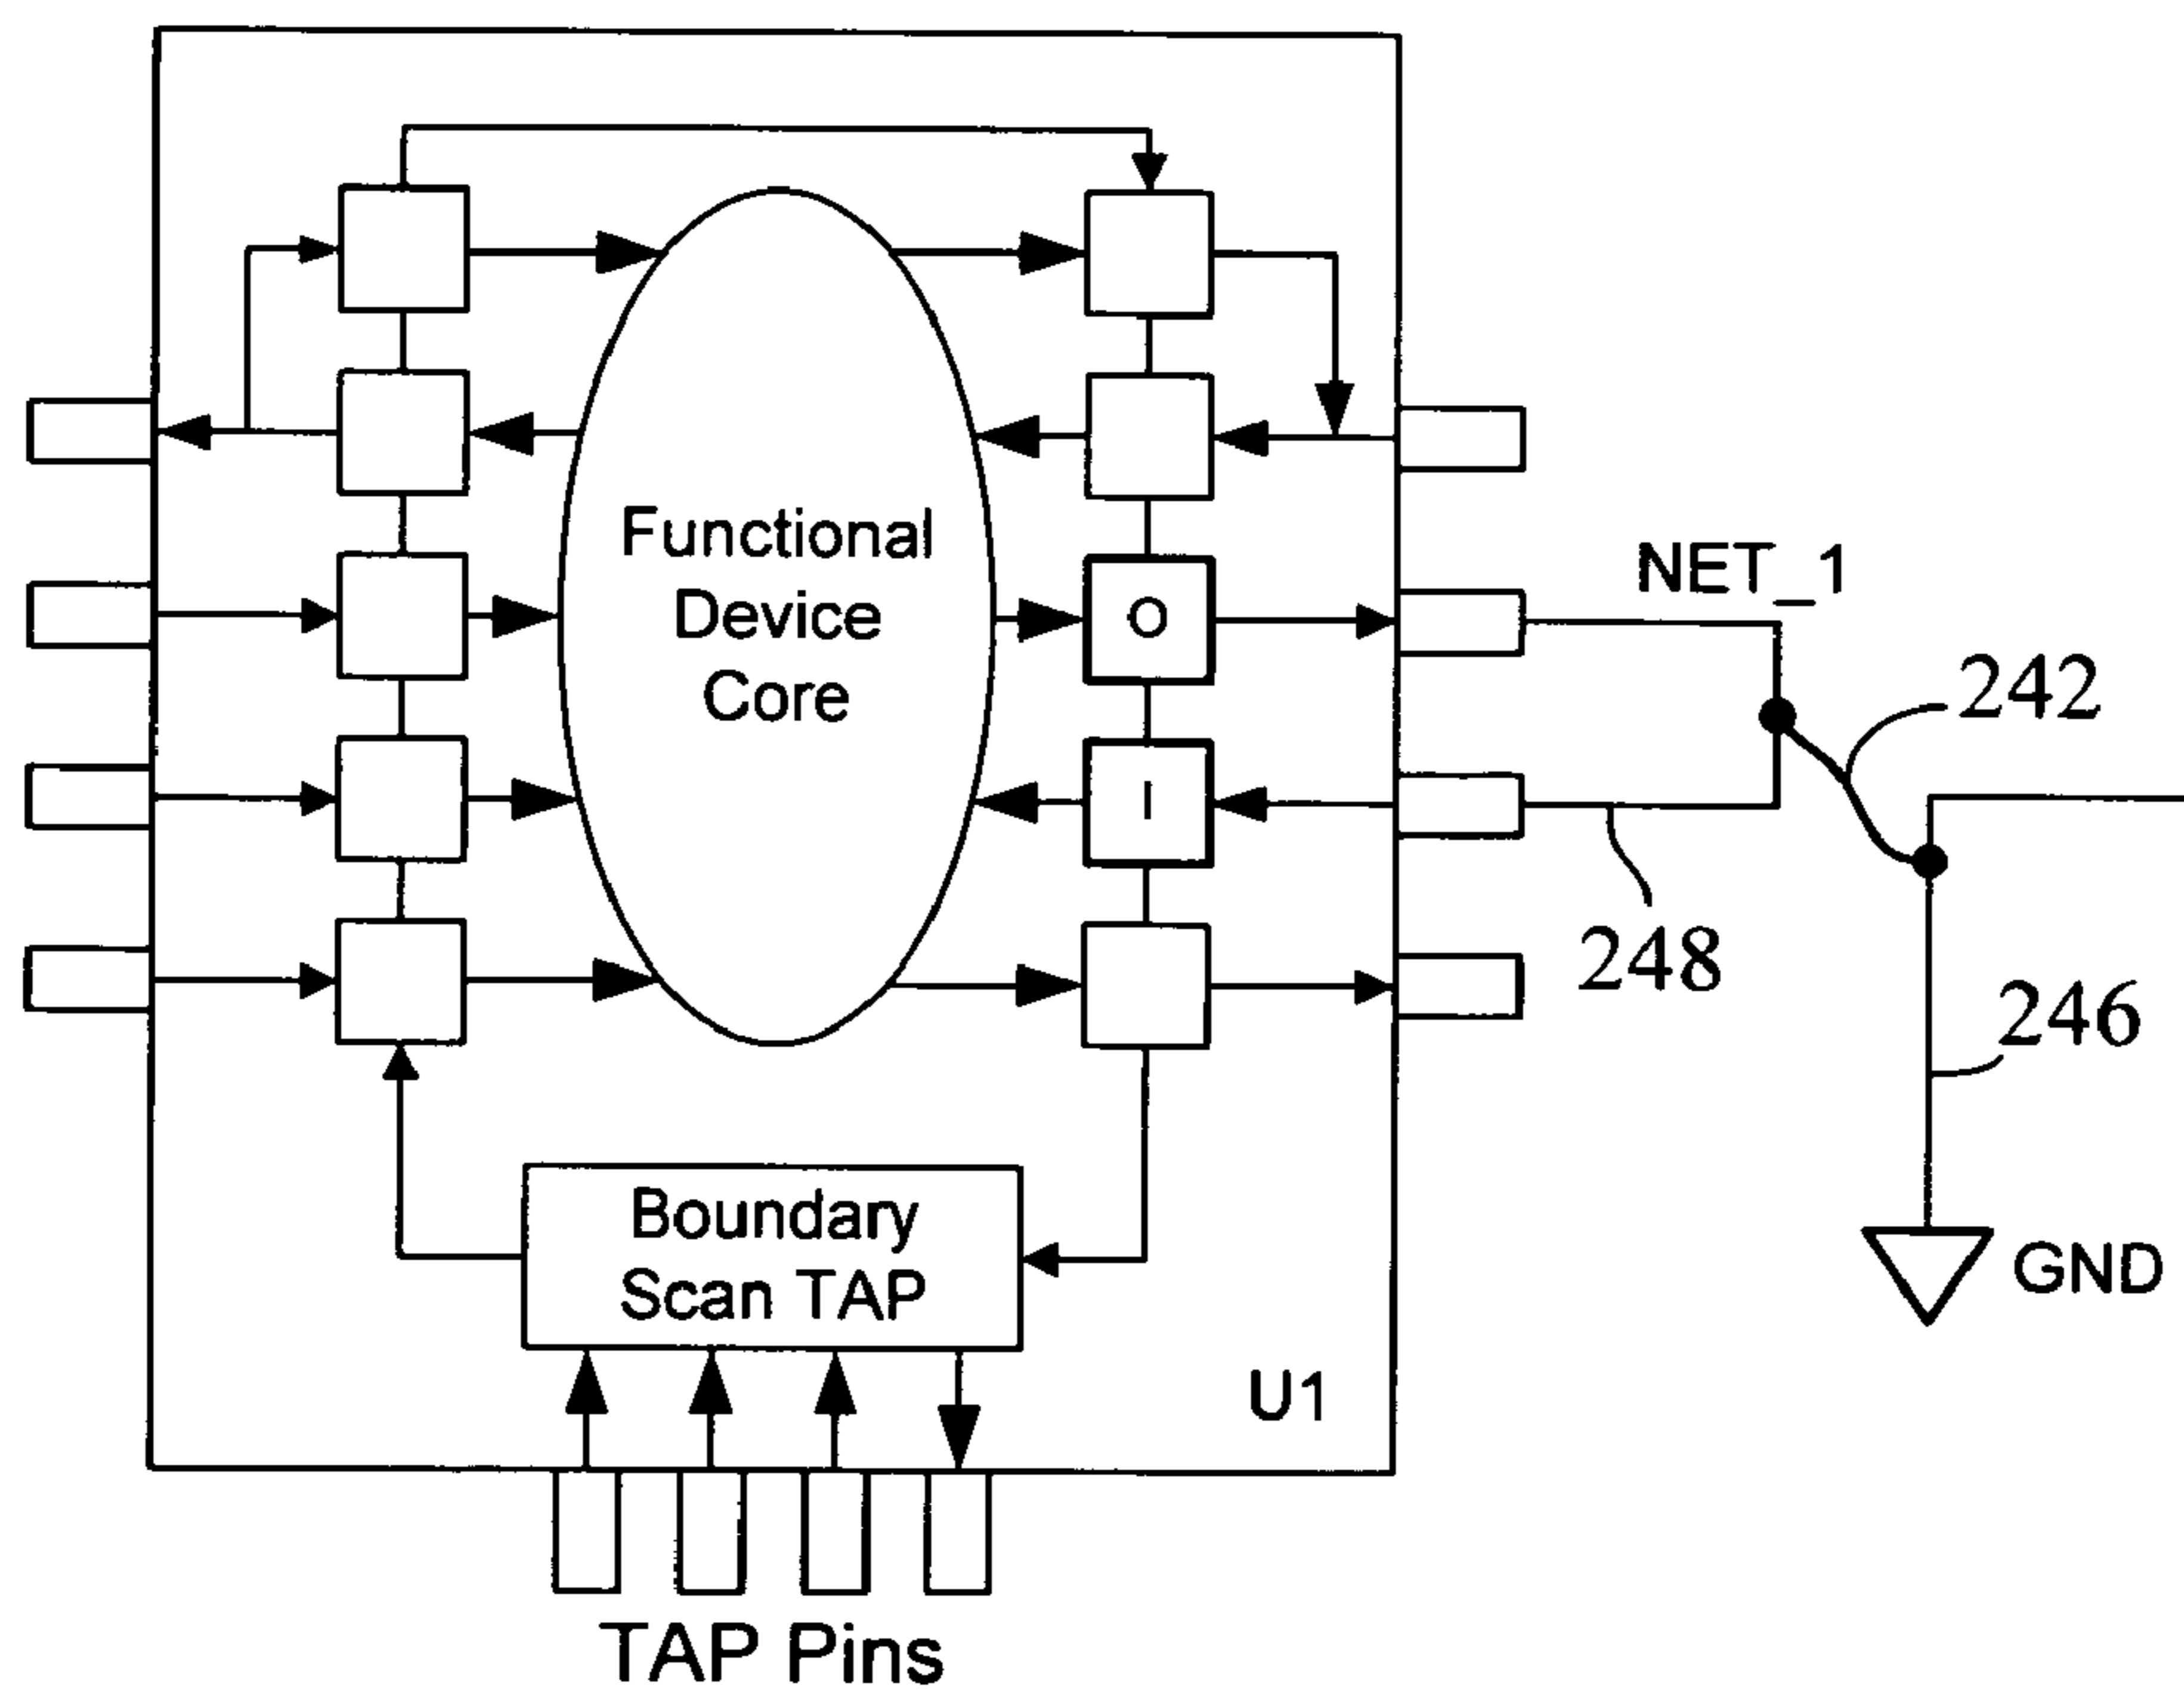 Functional
Device
Core
O
I
NET_1
242
248
246
GND
Boundary
Scan TAP
U1
TAP Pins